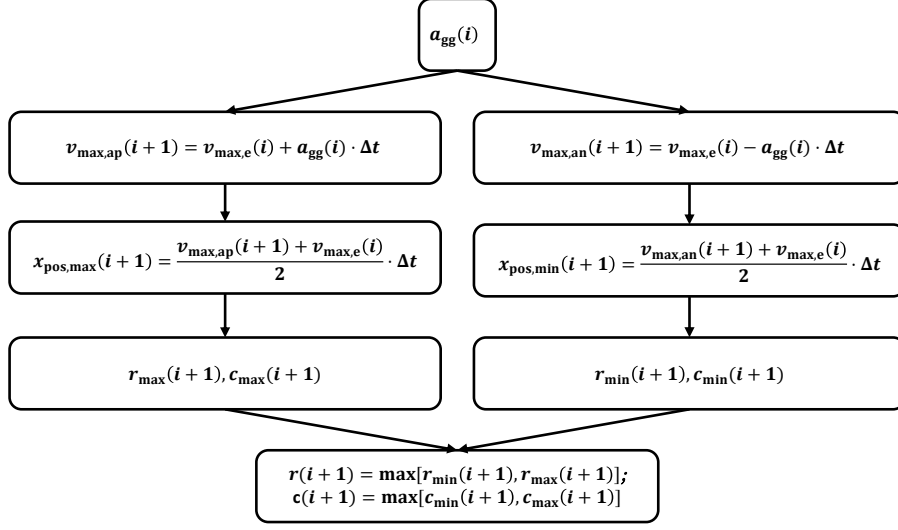 a_gg(i)
v_max,ap(i + 1) = v_max,e(i) + a_gg(i) · Δt
v_max,an(i + 1) = v_max,e(i) − a_gg(i) · Δt
x_pos,max(i + 1) = \frac{v_max,ap(i + 1) + v_max,e(i)}{2} · Δt
x_pos,min(i + 1) = \frac{v_max,an(i + 1) + v_max,e(i)}{2} · Δt
r_max(i + 1), c_max(i + 1)
r_min(i + 1), c_min(i + 1)
r(i + 1) = max[r_min(i + 1), r_max(i + 1)];
c(i + 1) = max[c_min(i + 1), c_max(i + 1)]